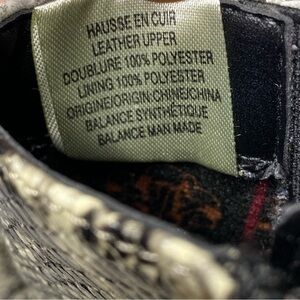 HAUSSE EN CUIR
LEATHER UPPER
DOUBLURE 100% POLYESTER
LINING 100% POLYESTER
ORIGINE/ORIGIN:CHINE/CHINA
BALANCE SYNTHÉTIQUE
BALANCE MAN MADE